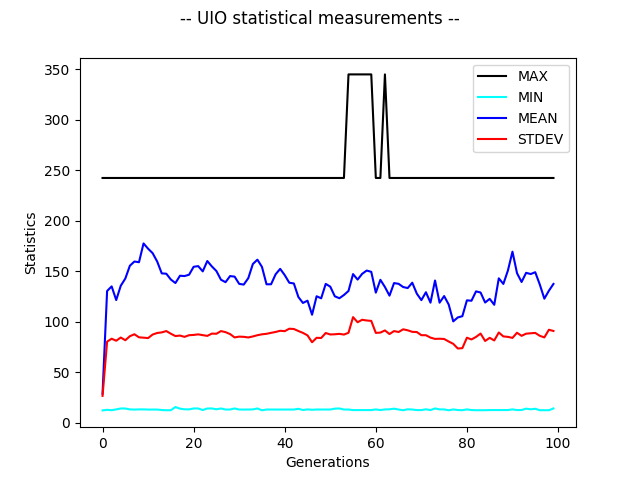 -- UIO statistical measurements --
350
300
250
200
150
100
50
0
Statistics
MAX
MIN
MEAN
STDEV
0 20 40 60 80 100
Generations